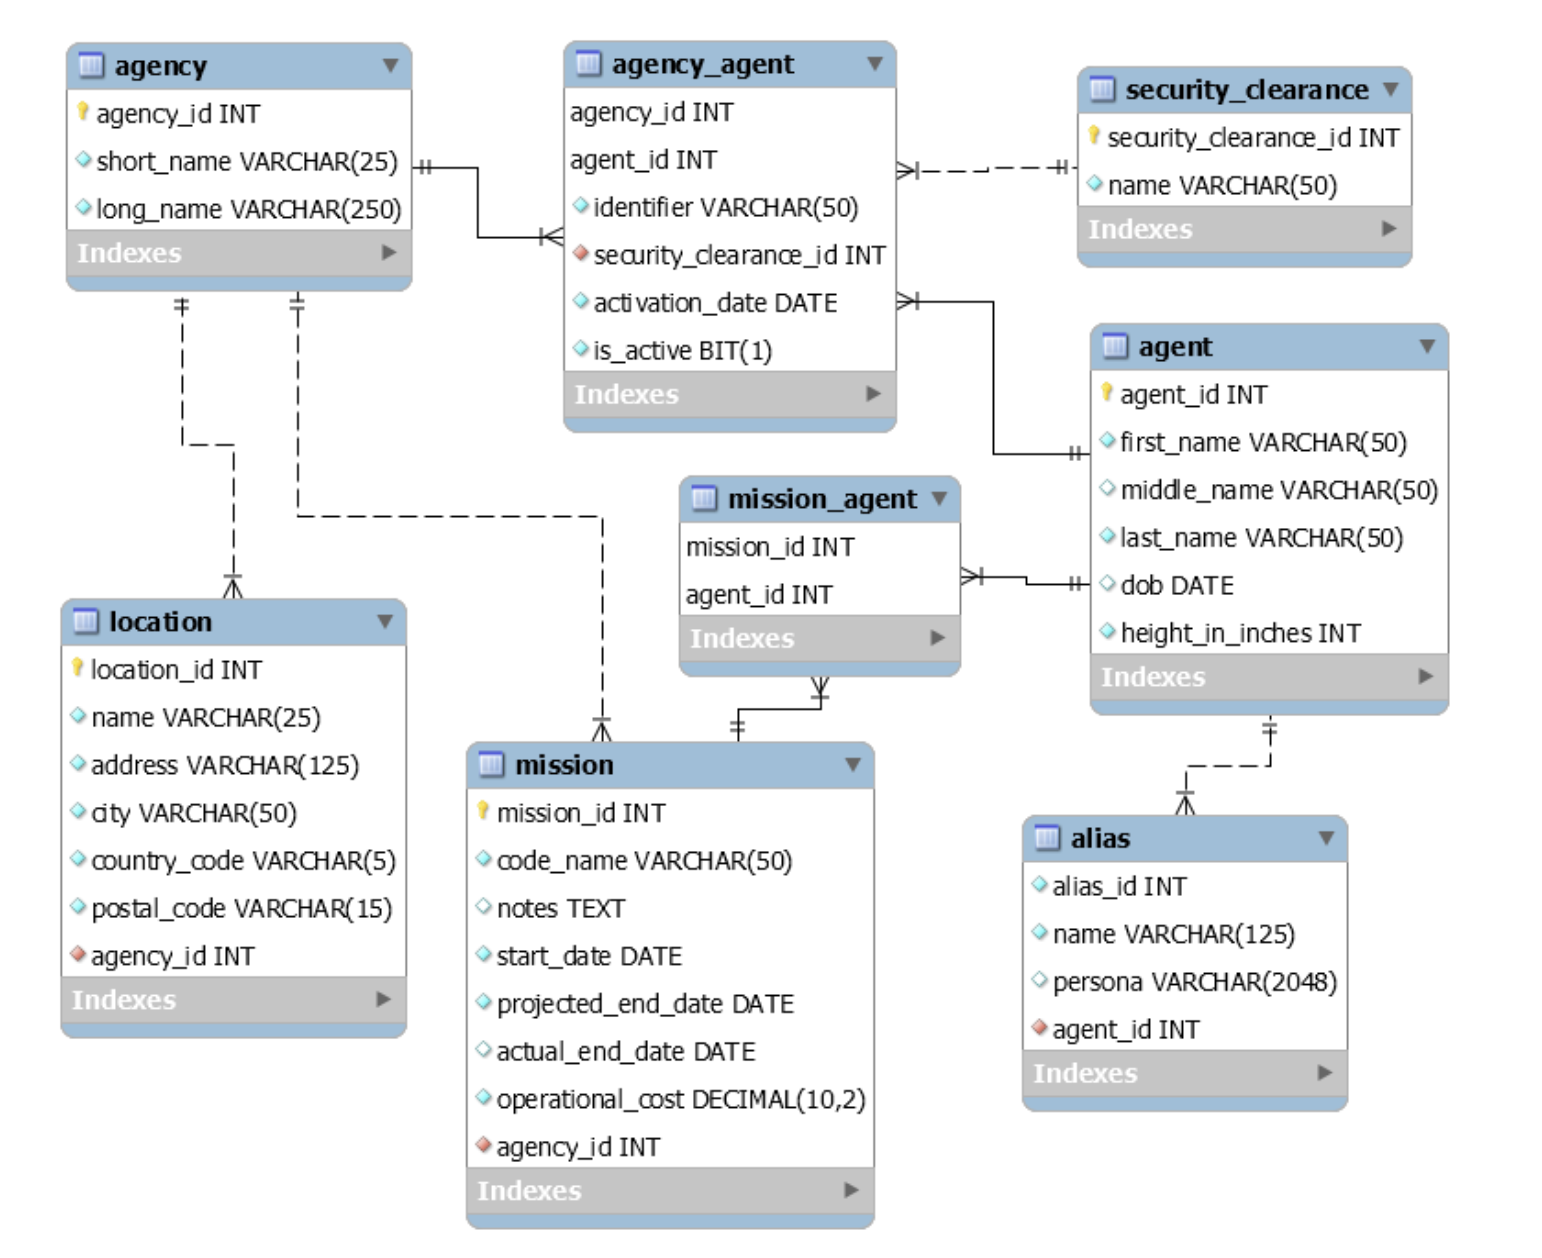 agency
agency_id INT
short_name VARCHAR(25)
long_name VARCHAR(250)
Indexes
agency_agent
agency_id INT
agent_id INT
identifier VARCHAR(50)
security_clearance_id INT
activation_date DATE
is_active BIT(1)
Indexes
security_clearance
security_clearance_id INT
name VARCHAR(50)
Indexes
agent
agent_id INT
first_name VARCHAR(50)
middle_name VARCHAR(50)
last_name VARCHAR(50)
dob DATE
height_in_inches INT
Indexes
mission_agent
mission_id INT
agent_id INT
Indexes
location
location_id INT
name VARCHAR(25)
address VARCHAR(125)
city VARCHAR(50)
country_code VARCHAR(5)
postal_code VARCHAR(15)
agency_id INT
Indexes
mission
mission_id INT
code_name VARCHAR(50)
notes TEXT
start_date DATE
projected_end_date DATE
actual_end_date DATE
operational_cost DECIMAL(10,2)
agency_id INT
Indexes
alias
alias_id INT
name VARCHAR(125)
persona VARCHAR(2048)
agent_id INT
Indexes